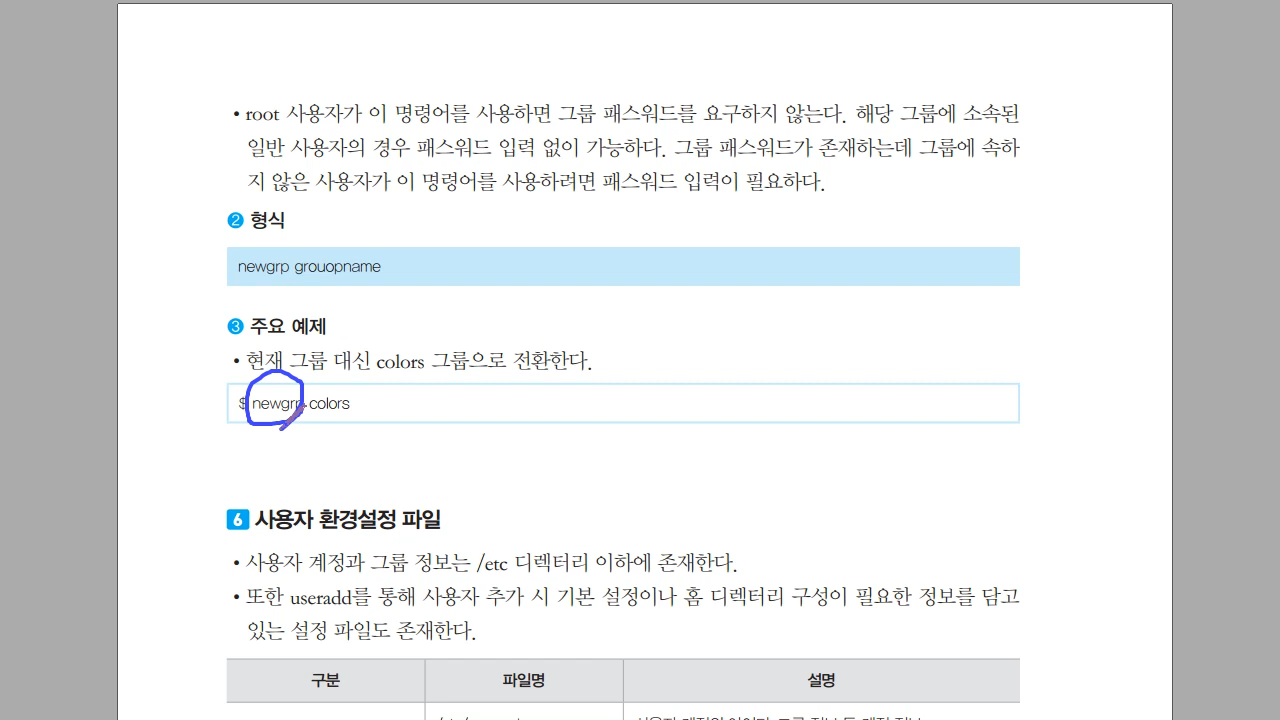 • root 사용자가 이 명령어를 사용하면 그룹 패스워드를 요구하지 않는다. 해당 그룹에 소속된
일반 사용자의 경우 패스워드 입력 없이 가능하다. 그룹 패스워드가 존재하는데 그룹에 속하
지 않은 사용자가 이 명령어를 사용하려면 패스워드 입력이 필요하다.
❷ 형식
newgrp grouopname
❸ 주요 예제
• 현재 그룹 대신 colors 그룹으로 전환한다.
$ newgrp colors
6 사용자 환경설정 파일
• 사용자 계정과 그룹 정보는 /etc 디렉터리 이하에 존재한다.
• 또한 useradd를 통해 사용자 추가 시 기본 설정이나 홈 디렉터리 구성이 필요한 정보를 담고
있는 설정 파일도 존재한다.
구분 파일명 설명